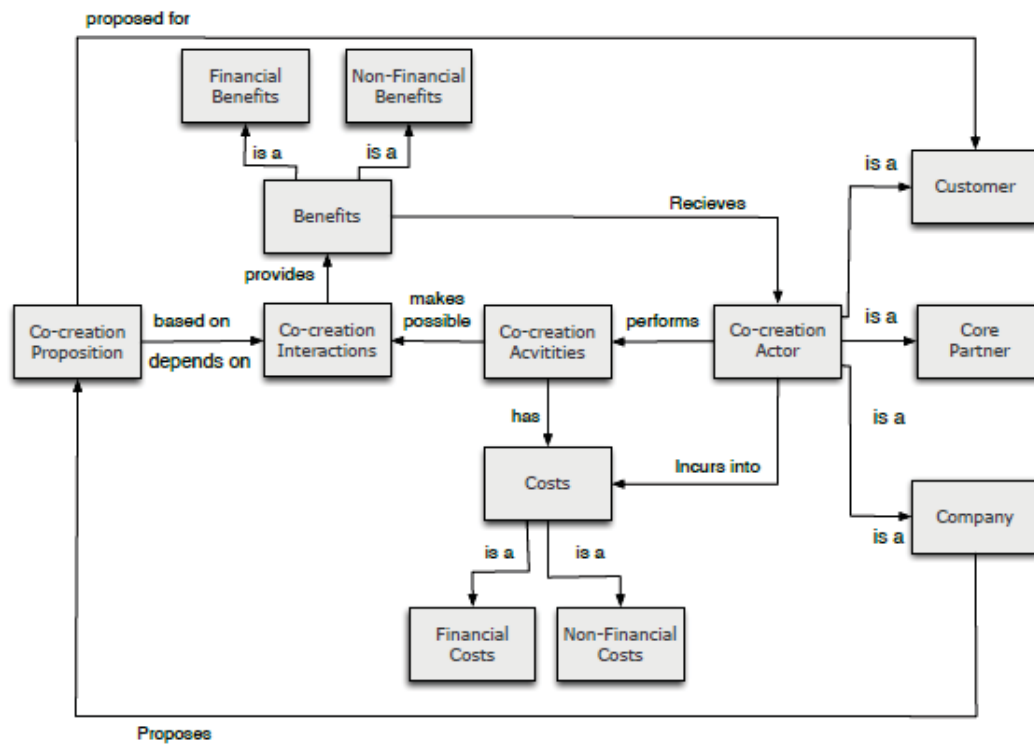 proposed for
Financial
Benefits
Non-Financial
Benefits
is a
is a
is a
Customer
Benefits
Recieves
provides
makes
possible
Co-creation
Proposition
based on
depends on
Co-creation
Interactions
Co-creation
Acvitities
performs
Co-creation
Actor
is a
Core
Partner
has
is a
Costs
Incurs into
Company
is a
is a
is a
Financial
Costs
Non-Financial
Costs
Proposes